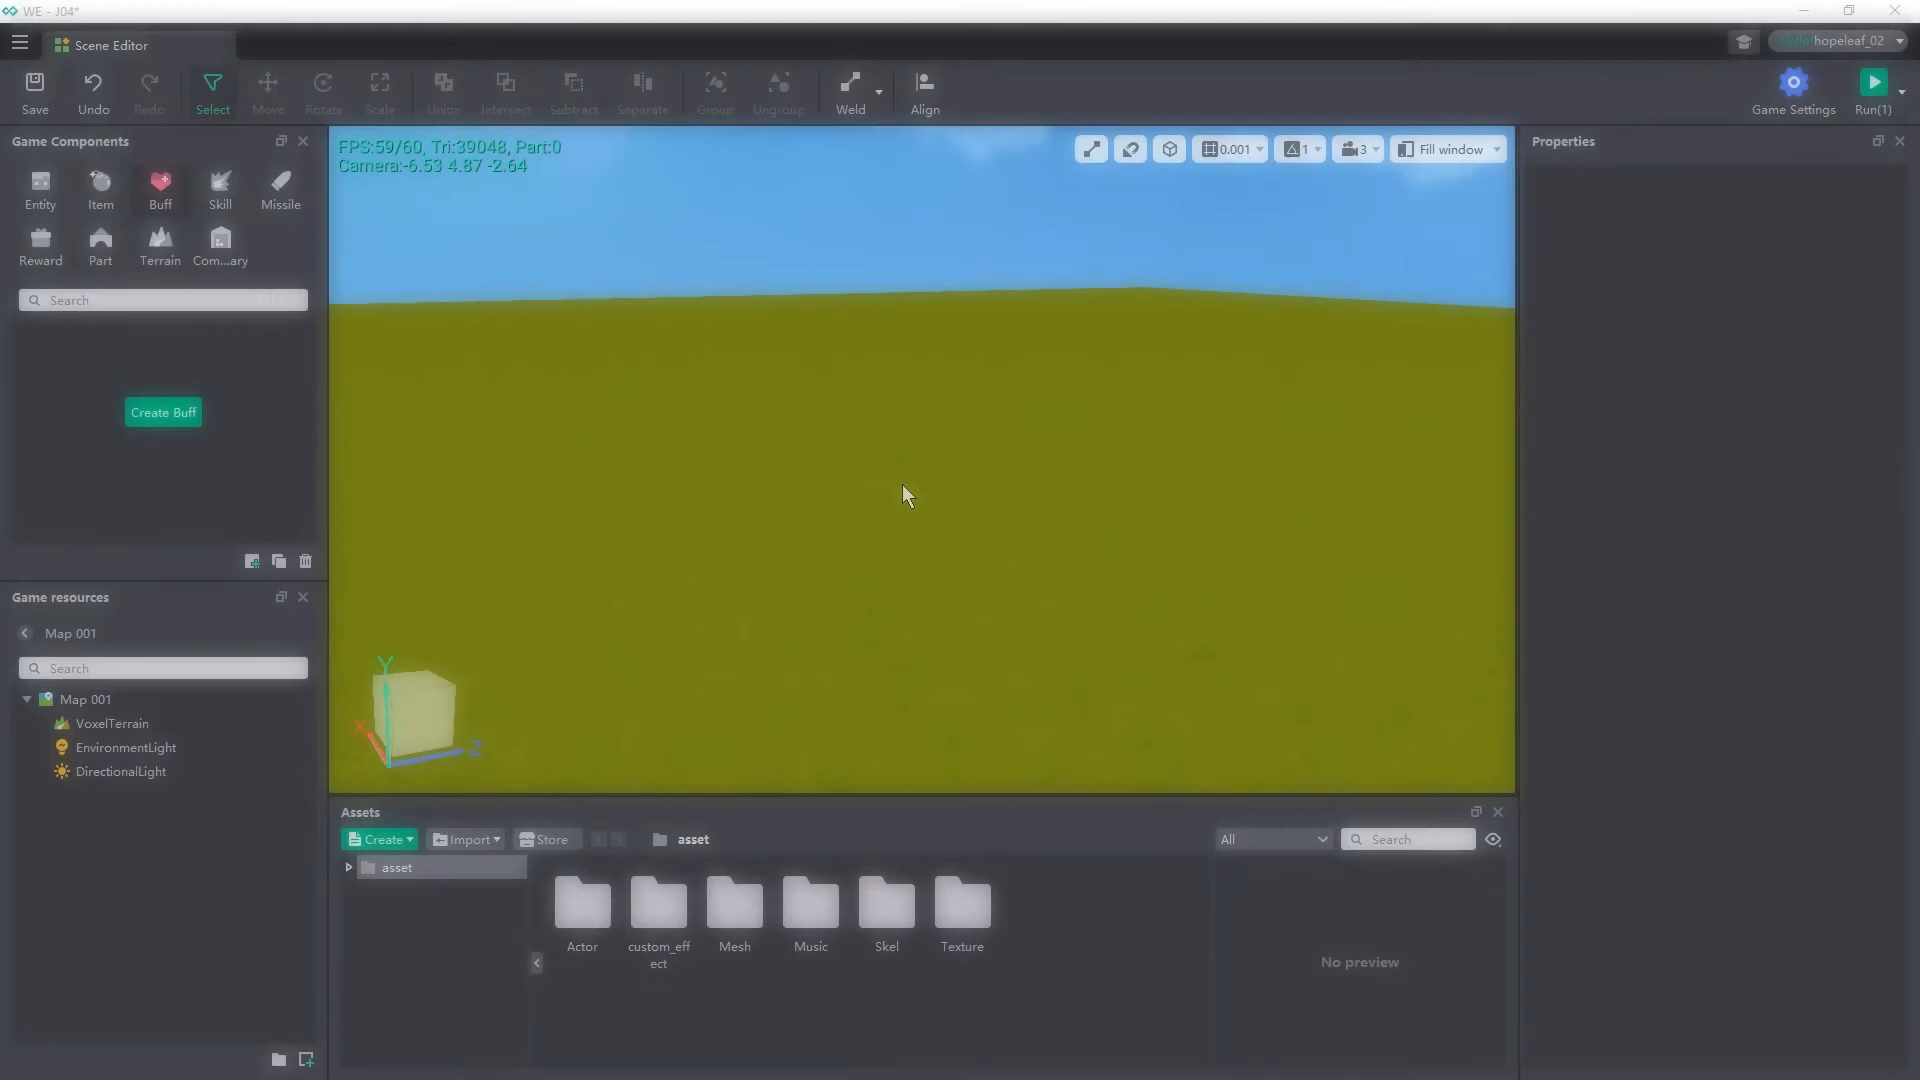 WE - J04*
Scene Editor
hopeleaf_02
Save
Undo
Redo
Select
Move
Rotate
Scale
Union
Intersect
Subtract
Separate
Group
Ungroup
Weld
Align
Game Settings
Run(1)
Game Components
Entity
Item
Buff
Skill
Missile
Reward
Part
Terrain
Com...ary
Search
Create Buff
Game resources
Map 001
Search
Map 001
VoxelTerrain
EnvironmentLight
DirectionalLight
FPS:59/60, Tri:39048, Part:0
Camera:-6.53 4.87 -2.64
0.001
1
3
Fill window
Y
X
Z
Properties
Assets
Create
Import
Store
asset
All
Search
asset
Actor
custom_eff
ect
Mesh
Music
Skel
Texture
No preview